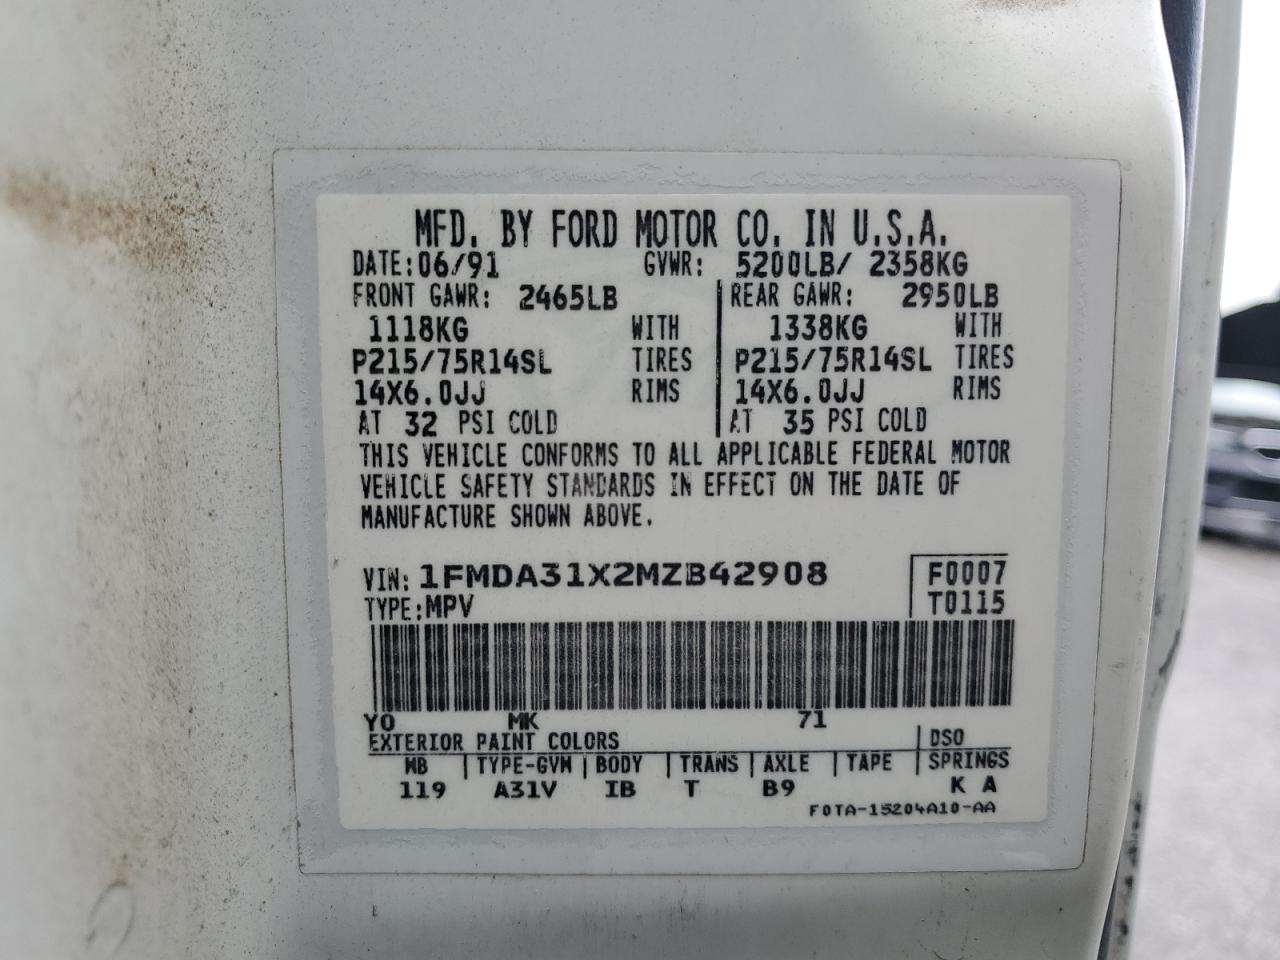 MFD. BY FORD MOTOR CO. IN U.S.A.
DATE: 06/91 GVWR: 5200LB/ 2358KG
FRONT GAWR: 2465LB REAR GAWR: 2950LB
1118KG WITH 1338KG WITH
P215/75R14SL TIRES P215/75R14SL TIRES
14X6.0JJ RIMS 14X6.0JJ RIMS
AT 32 PSI COLD AT 35 PSI COLD
THIS VEHICLE CONFORMS TO ALL APPLICABLE FEDERAL MOTOR
VEHICLE SAFETY STANDARDS IN EFFECT ON THE DATE OF
MANUFACTURE SHOWN ABOVE.
VIN: 1FMDA31X2MZB42908 F0007
TYPE: MPV T0115
YO MK 71
EXTERIOR PAINT COLORS DSO
WB TYPE-GVM BODY TRANS AXLE TAPE SPRINGS
119 A31V IB T B9 K A
F0TA-15204A10-AA